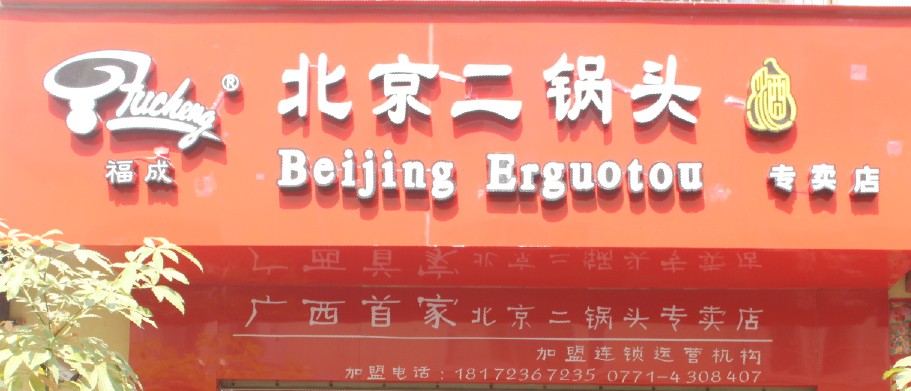 Fucheng ®
福成
北京二锅头
Beijing Erguotou
酒
专卖店
广西首家北京二锅头专卖店
加盟连锁运营机构
加盟电话：18172367235 0771-4308407